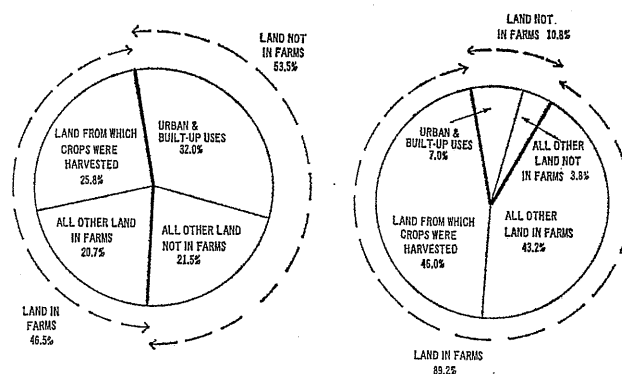 LAND NOT
IN FARMS
53.5%
LAND FROM WHICH
CROPS WERE
HARVESTED
25.8%
URBAN &
BUILT-UP USES
32.0%
ALL OTHER LAND
IN FARMS
20.7%
ALL OTHER LAND
NOT IN FARMS
21.5%
LAND IN
FARMS
46.5%
LAND NOT.
IN FARMS 10.8%
URBAN &
BUILT-UP USES
7.0%
ALL OTHER
LAND NOT
IN FARMS 3.8%
LAND FROM WHICH
CROPS WERE
HARVESTED
46.0%
ALL OTHER
LAND IN FARMS
43.2%
LAND IN FARMS
89.2%